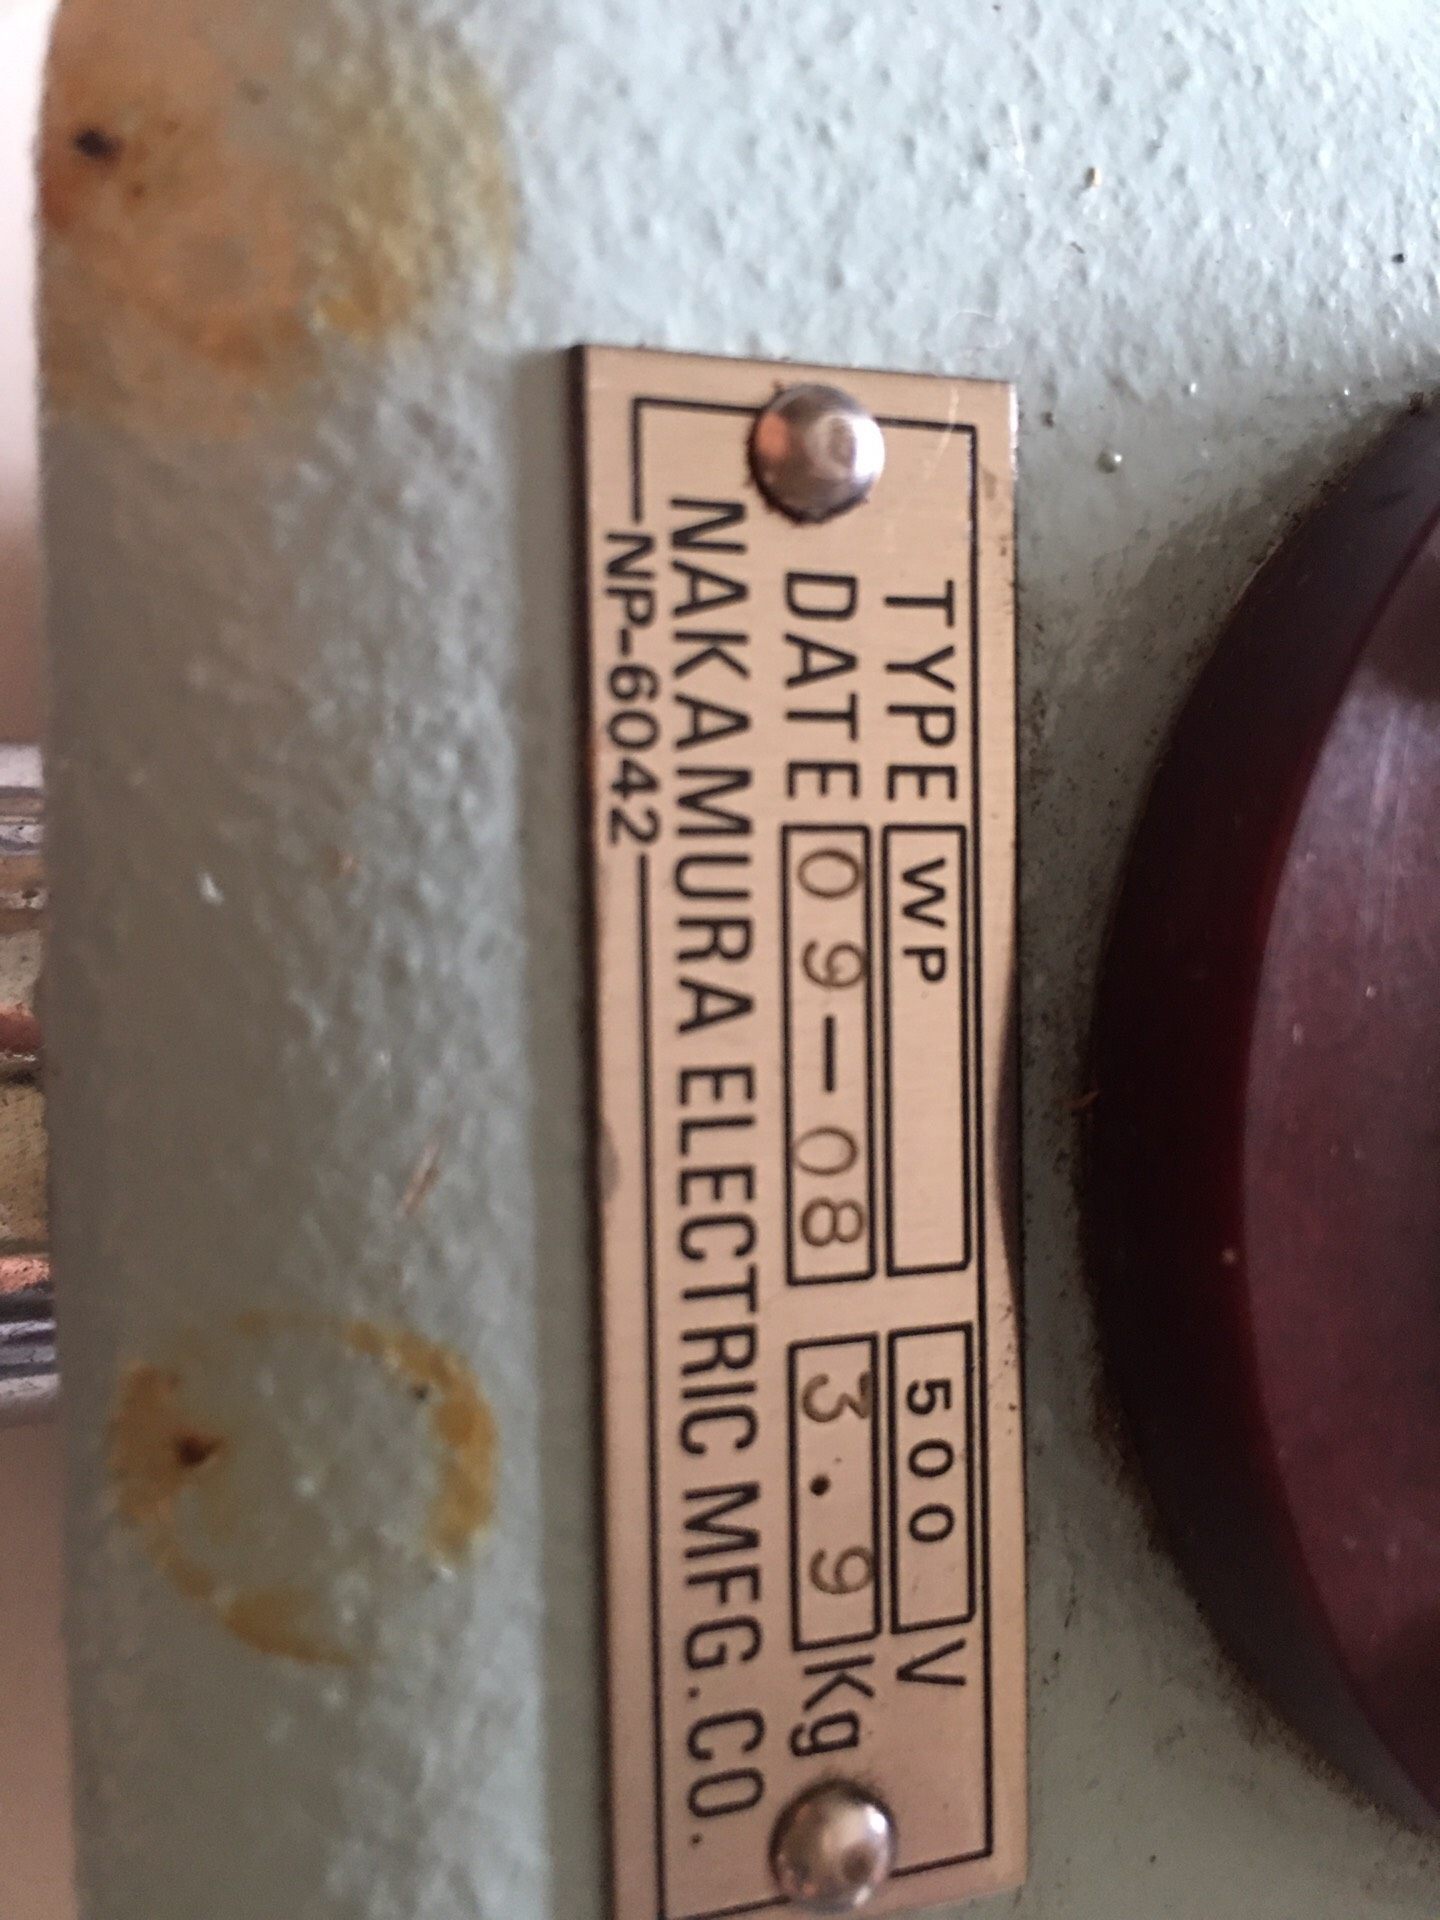 TYPE WP 500 V
DATE 09-08 3.9 Kg
NAKAMURA ELECTRIC MFG.CO.
NP-6042